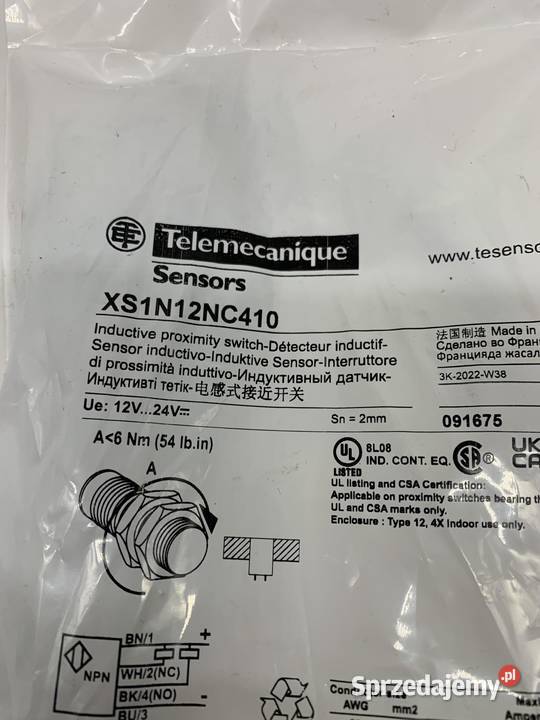 Telemecanique
Sensors
www.tesenso
XS1N12NC410
Inductive proximity switch-Détecteur inductif-
Sensor inductivo-Induktive Sensor-Interruttore
di prossimità induttivo-Индуктивный датчик-
Индуктивті тетік-电感式接近开关
法国制造 Made in
Сделано во Фран
Францияда жасал
3K-2022-W38
Ue: 12V...24V
Sn = 2mm
091675
A<6 Nm (54 lb.in)
A
UL
LISTED
8L08
IND. CONT. EQ.
SA
UK
CA
UL listing and CSA Certification:
Applicable on proximity switches bearing th
UL and CSA marks only.
Enclosure : Type 12, 4X Indoor use only.
BN/1
+
NPN
WH/2(NC)
BK/4(NO)
-
BU/3
AWG
mm2
Sprzedajemy.pl